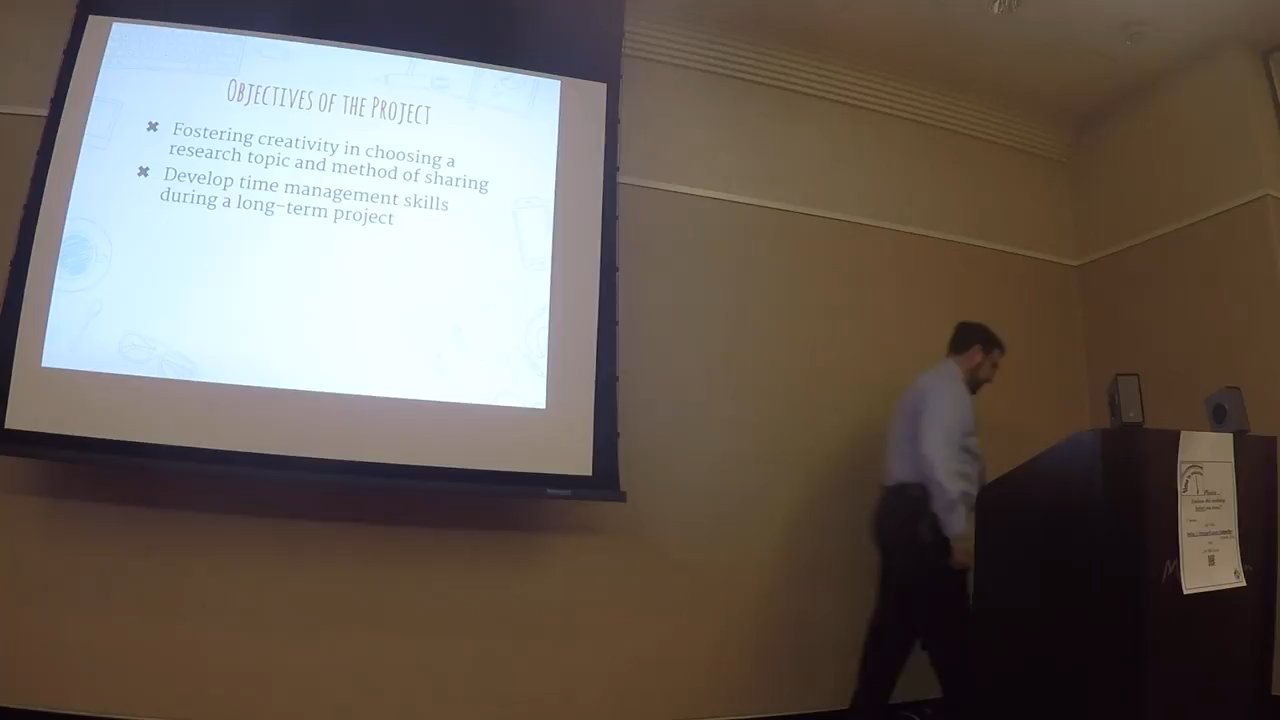 Objectives of the Project
✖ Fostering creativity in choosing a
research topic and method of sharing
✖ Develop time management skills
during a long-term project
Please...